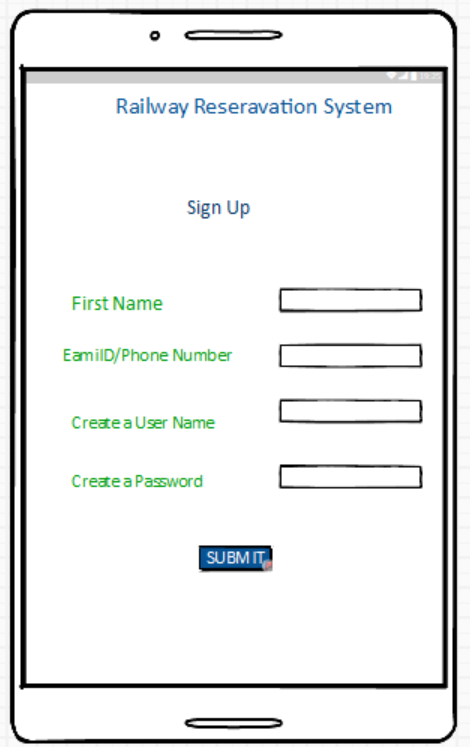 Railway Reseravation System
Sign Up
First Name
EamilD/Phone Number
Create a User Name
Create a Password
SUBMIT